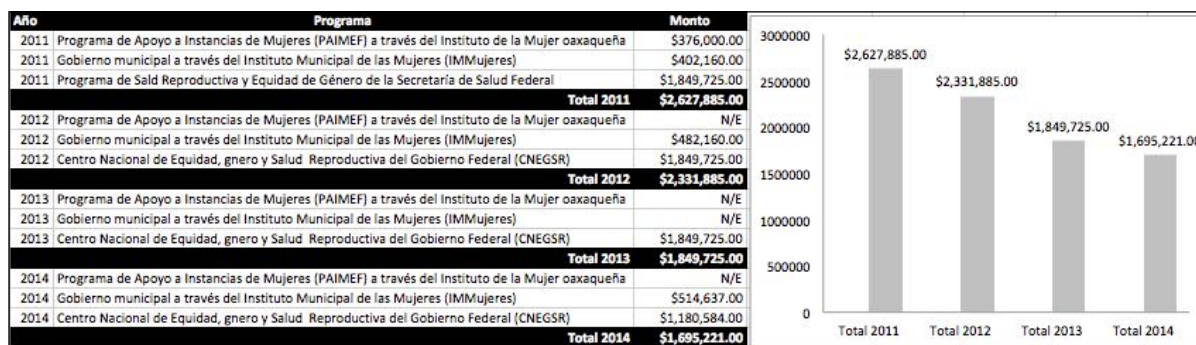 Año Programa Monto
2011 Programa de Apoyo a Instancias de Mujeres (PAIMEF) a través del Instituto de la Mujer oaxaqueña $376,000.00
2011 Gobierno municipal a través del Instituto Municipal de las Mujeres (IMMujeres) $402,160.00
2011 Programa de Sald Reproductiva y Equidad de Género de la Secretaría de Salud Federal $1,849,725.00
Total 2011 $2,627,885.00
2012 Programa de Apoyo a Instancias de Mujeres (PAIMEF) a través del Instituto de la Mujer oaxaqueña N/E
2012 Gobierno municipal a través del Instituto Municipal de las Mujeres (IMMujeres) $482,160.00
2012 Centro Nacional de Equidad, gnero y Salud Reproductiva del Gobierno Federal (CNEGSR) $1,849,725.00
Total 2012 $2,331,885.00
2013 Programa de Apoyo a Instancias de Mujeres (PAIMEF) a través del Instituto de la Mujer oaxaqueña N/E
2013 Gobierno municipal a través del Instituto Municipal de las Mujeres (IMMujeres) N/E
2013 Centro Nacional de Equidad, gnero y Salud Reproductiva del Gobierno Federal (CNEGSR) $1,849,725.00
Total 2013 $1,849,725.00
2014 Programa de Apoyo a Instancias de Mujeres (PAIMEF) a través del Instituto de la Mujer oaxaqueña N/E
2014 Gobierno municipal a través del Instituto Municipal de las Mujeres (IMMujeres) $514,637.00
2014 Centro Nacional de Equidad, gnero y Salud Reproductiva del Gobierno Federal (CNEGSR) $1,180,584.00
Total 2014 $1,695,221.00
3000000
2500000
2000000
1500000
1000000
500000
0
$2,627,885.00
$2,331,885.00
$1,849,725.00
$1,695,221.00
Total 2011 Total 2012 Total 2013 Total 2014